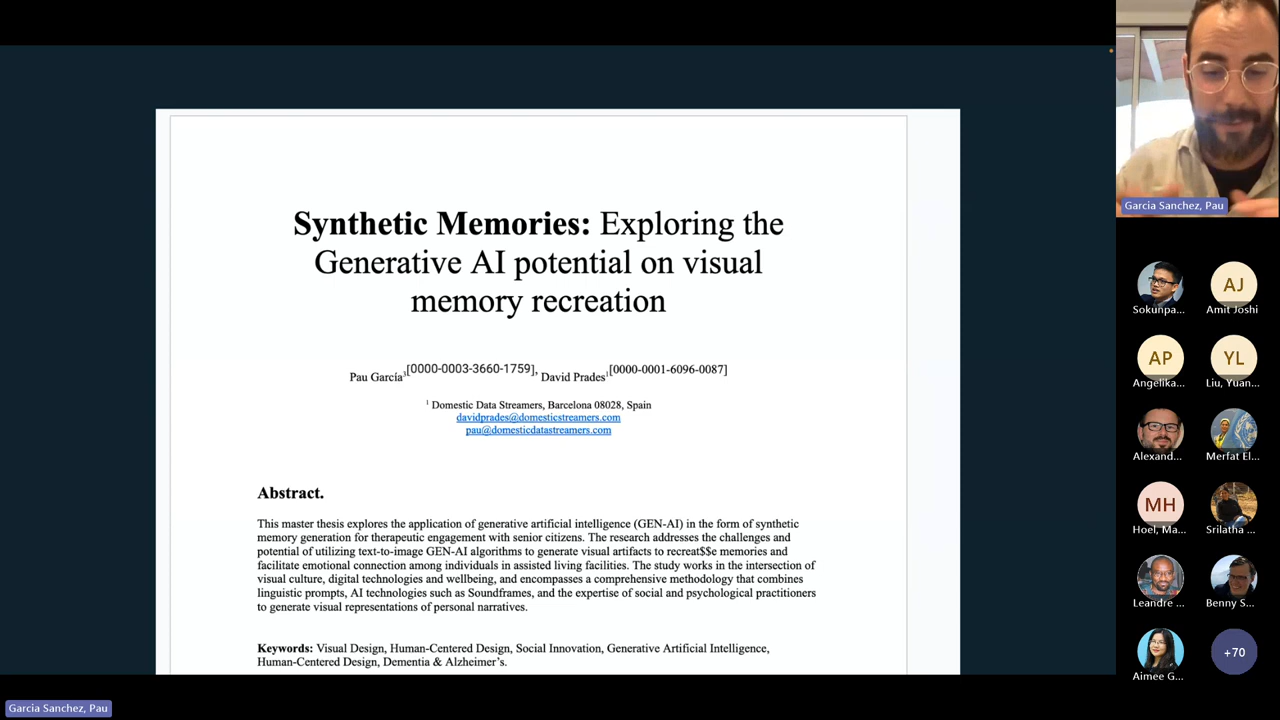 Synthetic Memories: Exploring the
Generative AI potential on visual
memory recreation
Pau García1[0000-0003-3660-1759], David Prades1[0000-0001-6096-0087]
1 Domestic Data Streamers, Barcelona 08028, Spain
davidprades@domesticstreamers.com
pau@domesticdatastreamers.com
Abstract.
This master thesis explores the application of generative artificial intelligence (GEN-AI) in the form of synthetic
memory generation for therapeutic engagement with senior citizens. The research addresses the challenges and
potential of utilizing text-to-image GEN-AI algorithms to generate visual artifacts to recreat$$e memories and
facilitate emotional connection among individuals in assisted living facilities. The study works in the intersection of
visual culture, digital technologies and wellbeing, and encompasses a comprehensive methodology that combines
linguistic prompts, AI technologies such as Soundframes, and the expertise of social and psychological practitioners
to generate visual representations of personal narratives.
Keywords: Visual Design, Human-Centered Design, Social Innovation, Generative Artificial Intelligence,
Human-Centered Design, Dementia & Alzheimer's.
Garcia Sanchez, Pau
Sokunpa...
AJ
Amit Joshi
AP
Angelika...
YL
Liu, Yuan...
Alexand...
Merfat El...
MH
Hoel, Ma...
Srilatha ...
Leandre ...
Benny S...
Aimee G...
+70
Garcia Sanchez, Pau